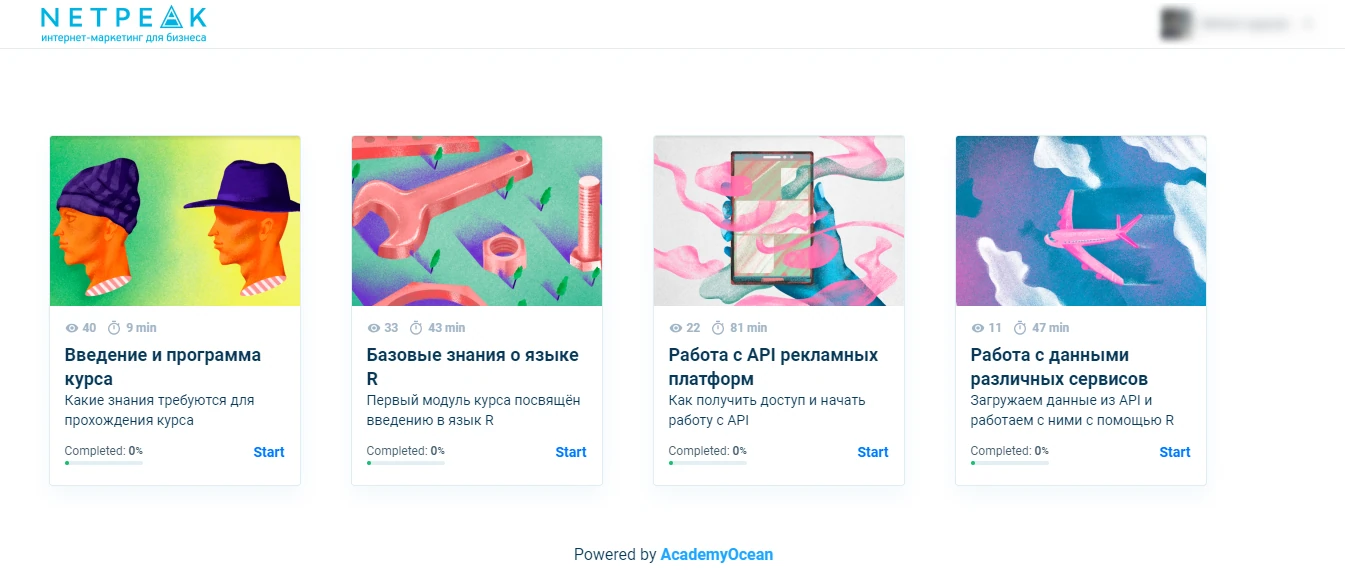 NETPEAK
интернет-маркетинг для бизнеса
40 9 min
Введение и программа
курса
Какие знания требуются для
прохождения курса
Completed: 0%
Start
33 43 min
Базовые знания о языке
R
Первый модуль курса посвящён
введению в язык R
Completed: 0%
Start
22 81 min
Работа с API рекламных
платформ
Как получить доступ и начать
работу с API
Completed: 0%
Start
11 47 min
Работа с данными
различных сервисов
Загружаем данные из API и
работаем с ними с помощью R
Completed: 0%
Start
Powered by AcademyOcean